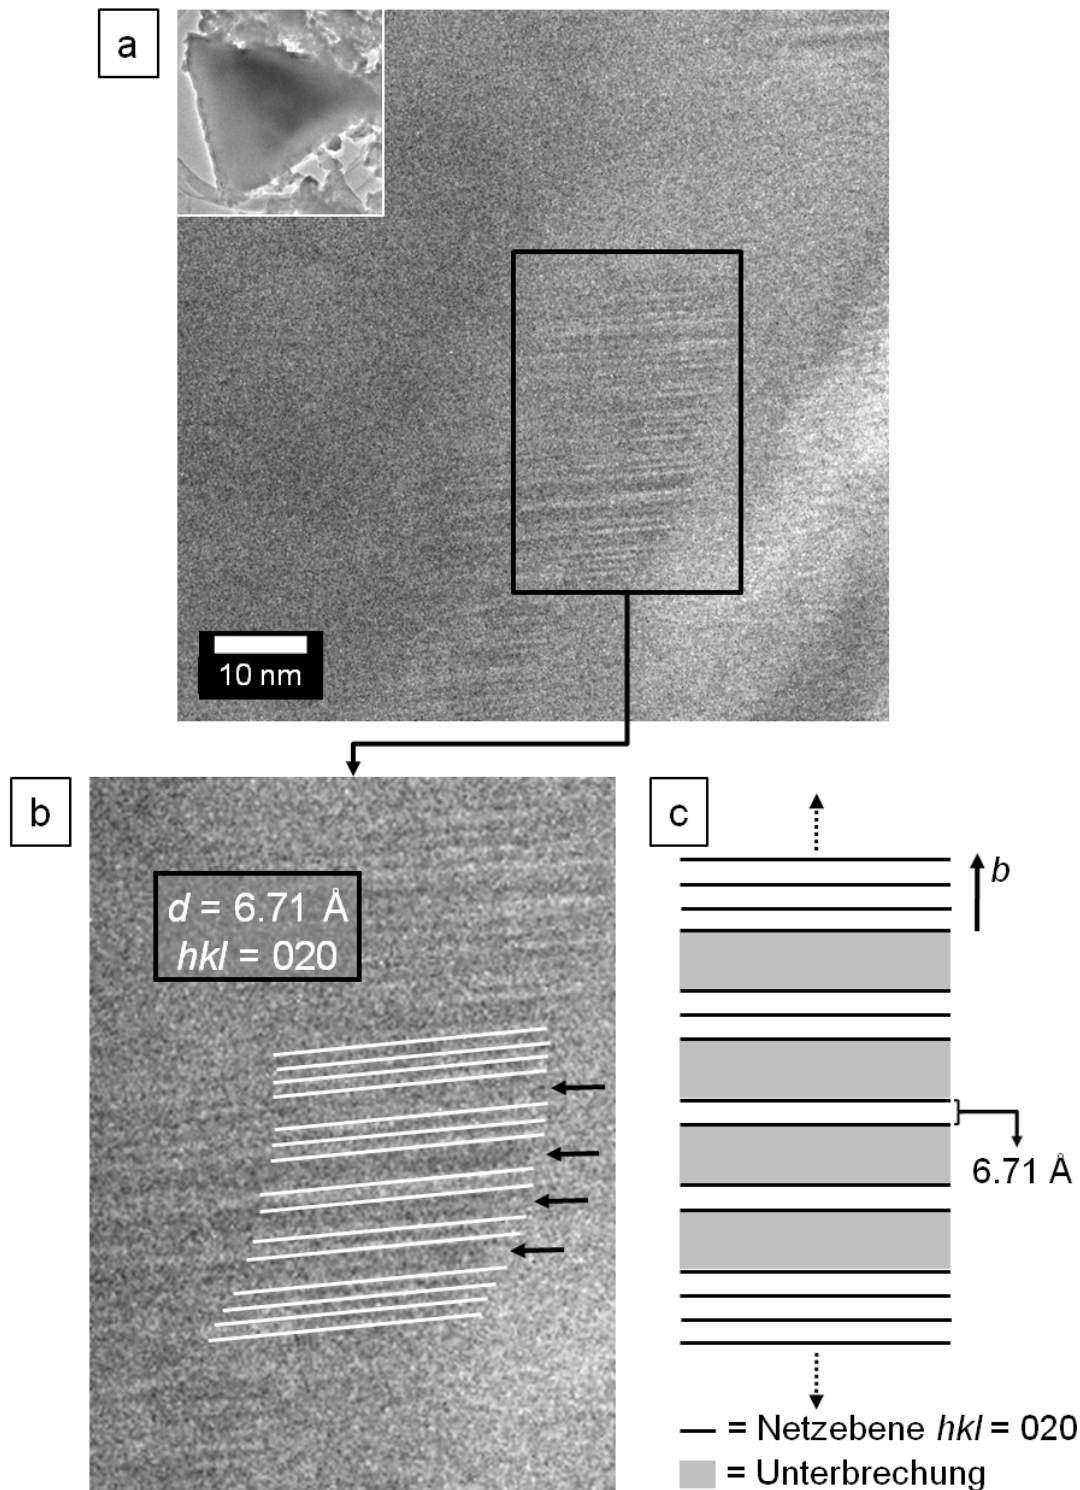 a
10 nm
b
d = 6.71 Å
hkl = 020
c
b
6.71 Å
= Netzebene hkl = 020
= Unterbrechung